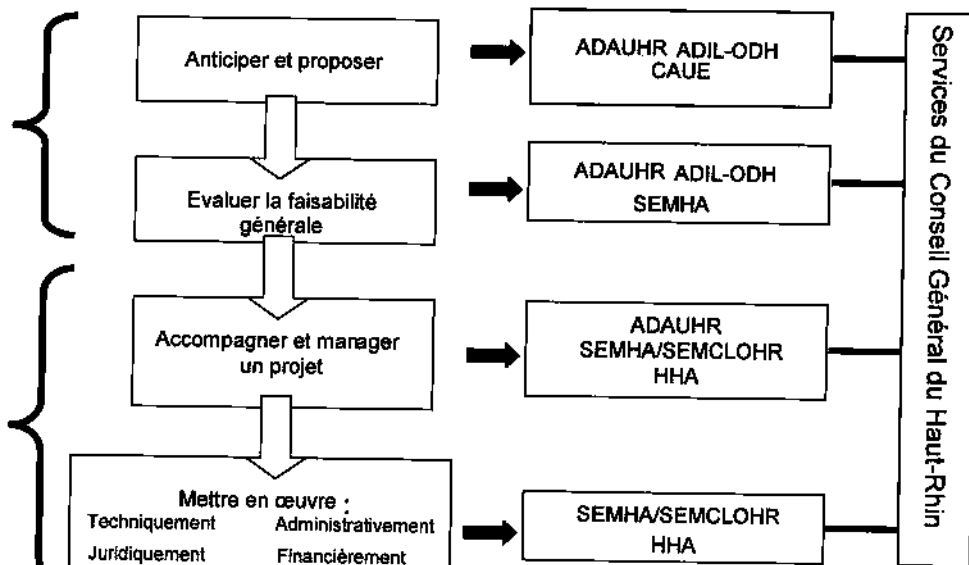 Anticiper et proposer
ADAUHR ADIL-ODH
CAUE
Evaluer la faisabilité
générale
ADAUHR ADIL-ODH
SEMHA
Accompagner et manager
un projet
ADAUHR
SEMHA/SEMCLOHR
HHA
Mettre en œuvre :
Techniquement Administrativement
Juridiquement Financièrement
SEMHA/SEMCLOHR
HHA
Services du Conseil Général du Haut-Rhin